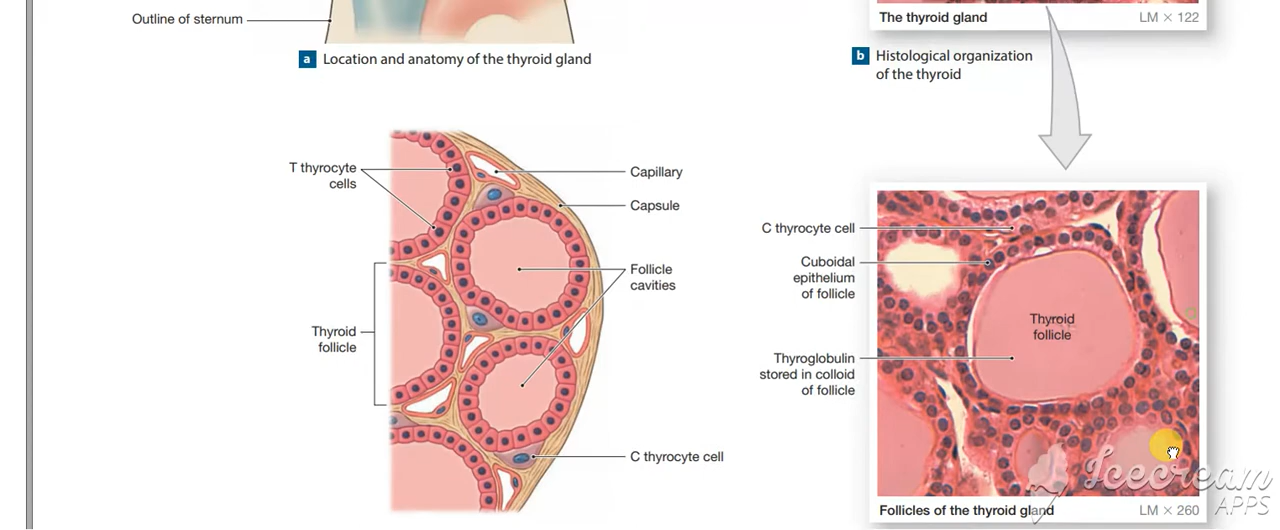 Outline of sternum
a Location and anatomy of the thyroid gland
The thyroid gland LM × 122
b Histological organization
of the thyroid
T thyrocyte
cells
Thyroid
follicle
Capillary
Capsule
Follicle
cavities
C thyrocyte cell
C thyrocyte cell
Cuboidal
epithelium
of follicle
Thyroglobulin
stored in colloid
of follicle
Thyroid
follicle
Follicles of the thyroid gland LM × 260
Icecream
APPS